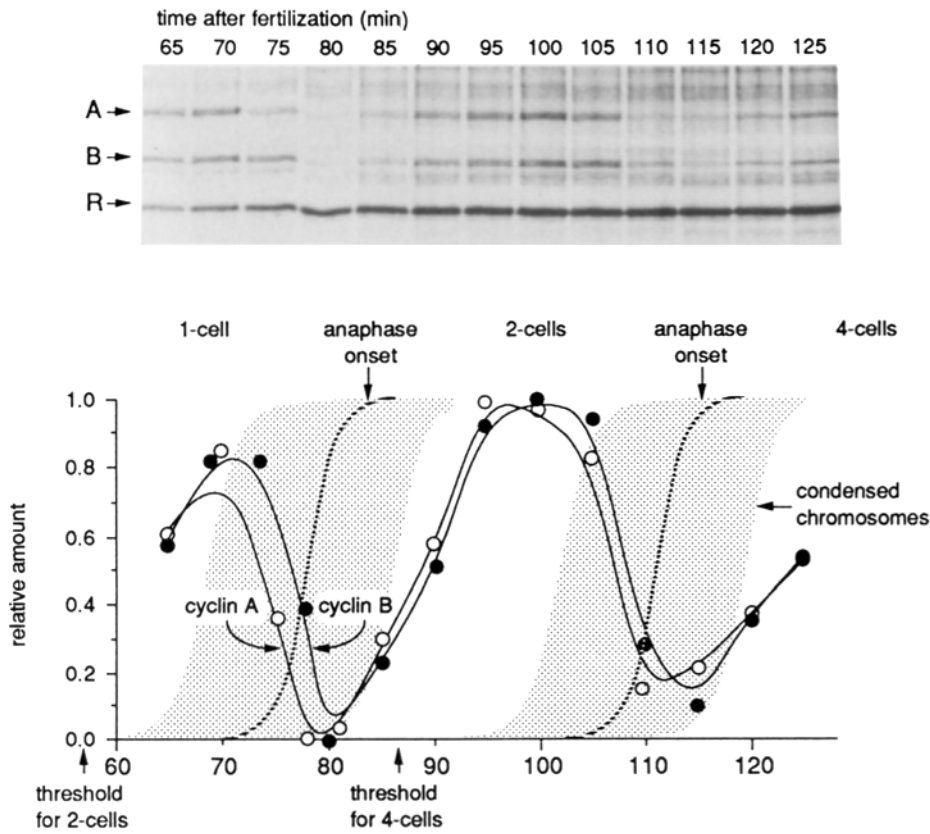 time after fertilization (min)
65 70 75 80 85 90 95 100 105 110 115 120 125
A
B
R
1-cell anaphase onset 2-cells anaphase onset 4-cells
1.0
0.8
0.6
0.4
0.2
0.0
relative amount
cyclin A cyclin B
condensed chromosomes
60 70 80 90 100 110 120
threshold for 2-cells threshold for 4-cells